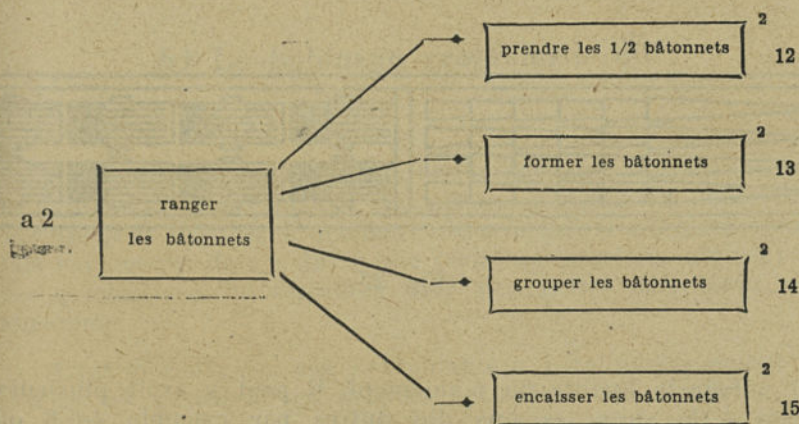 2
prendre les 1/2 bâtonnets
12
2
former les bâtonnets
13
a 2
ranger
les bâtonnets
2
grouper les bâtonnets
14
2
encaisser les bâtonnets
15